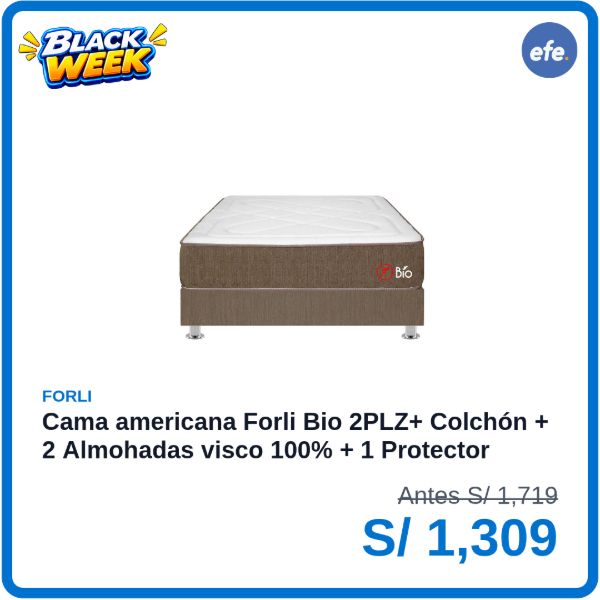 BLACK
WEEK
efe.
Bio
FORLI
Cama americana Forli Bio 2PLZ+ Colchón +
2 Almohadas visco 100% + 1 Protector
Antes S/ 1,719
S/ 1,309